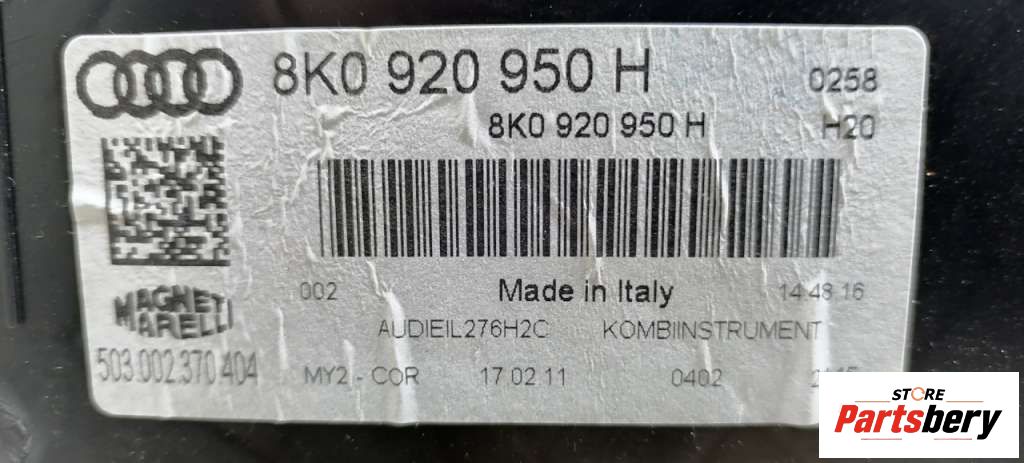 8K0 920 950 H 0258
8K0 920 950 H H20
002 Made in Italy 14 48 16
MAGNETI
MARELLI
AUDIEIL276H2C KOMBIINSTRUMENT
503.002.370.404
MY2 - COR 17 02 11 0402
STORE
Partsbery